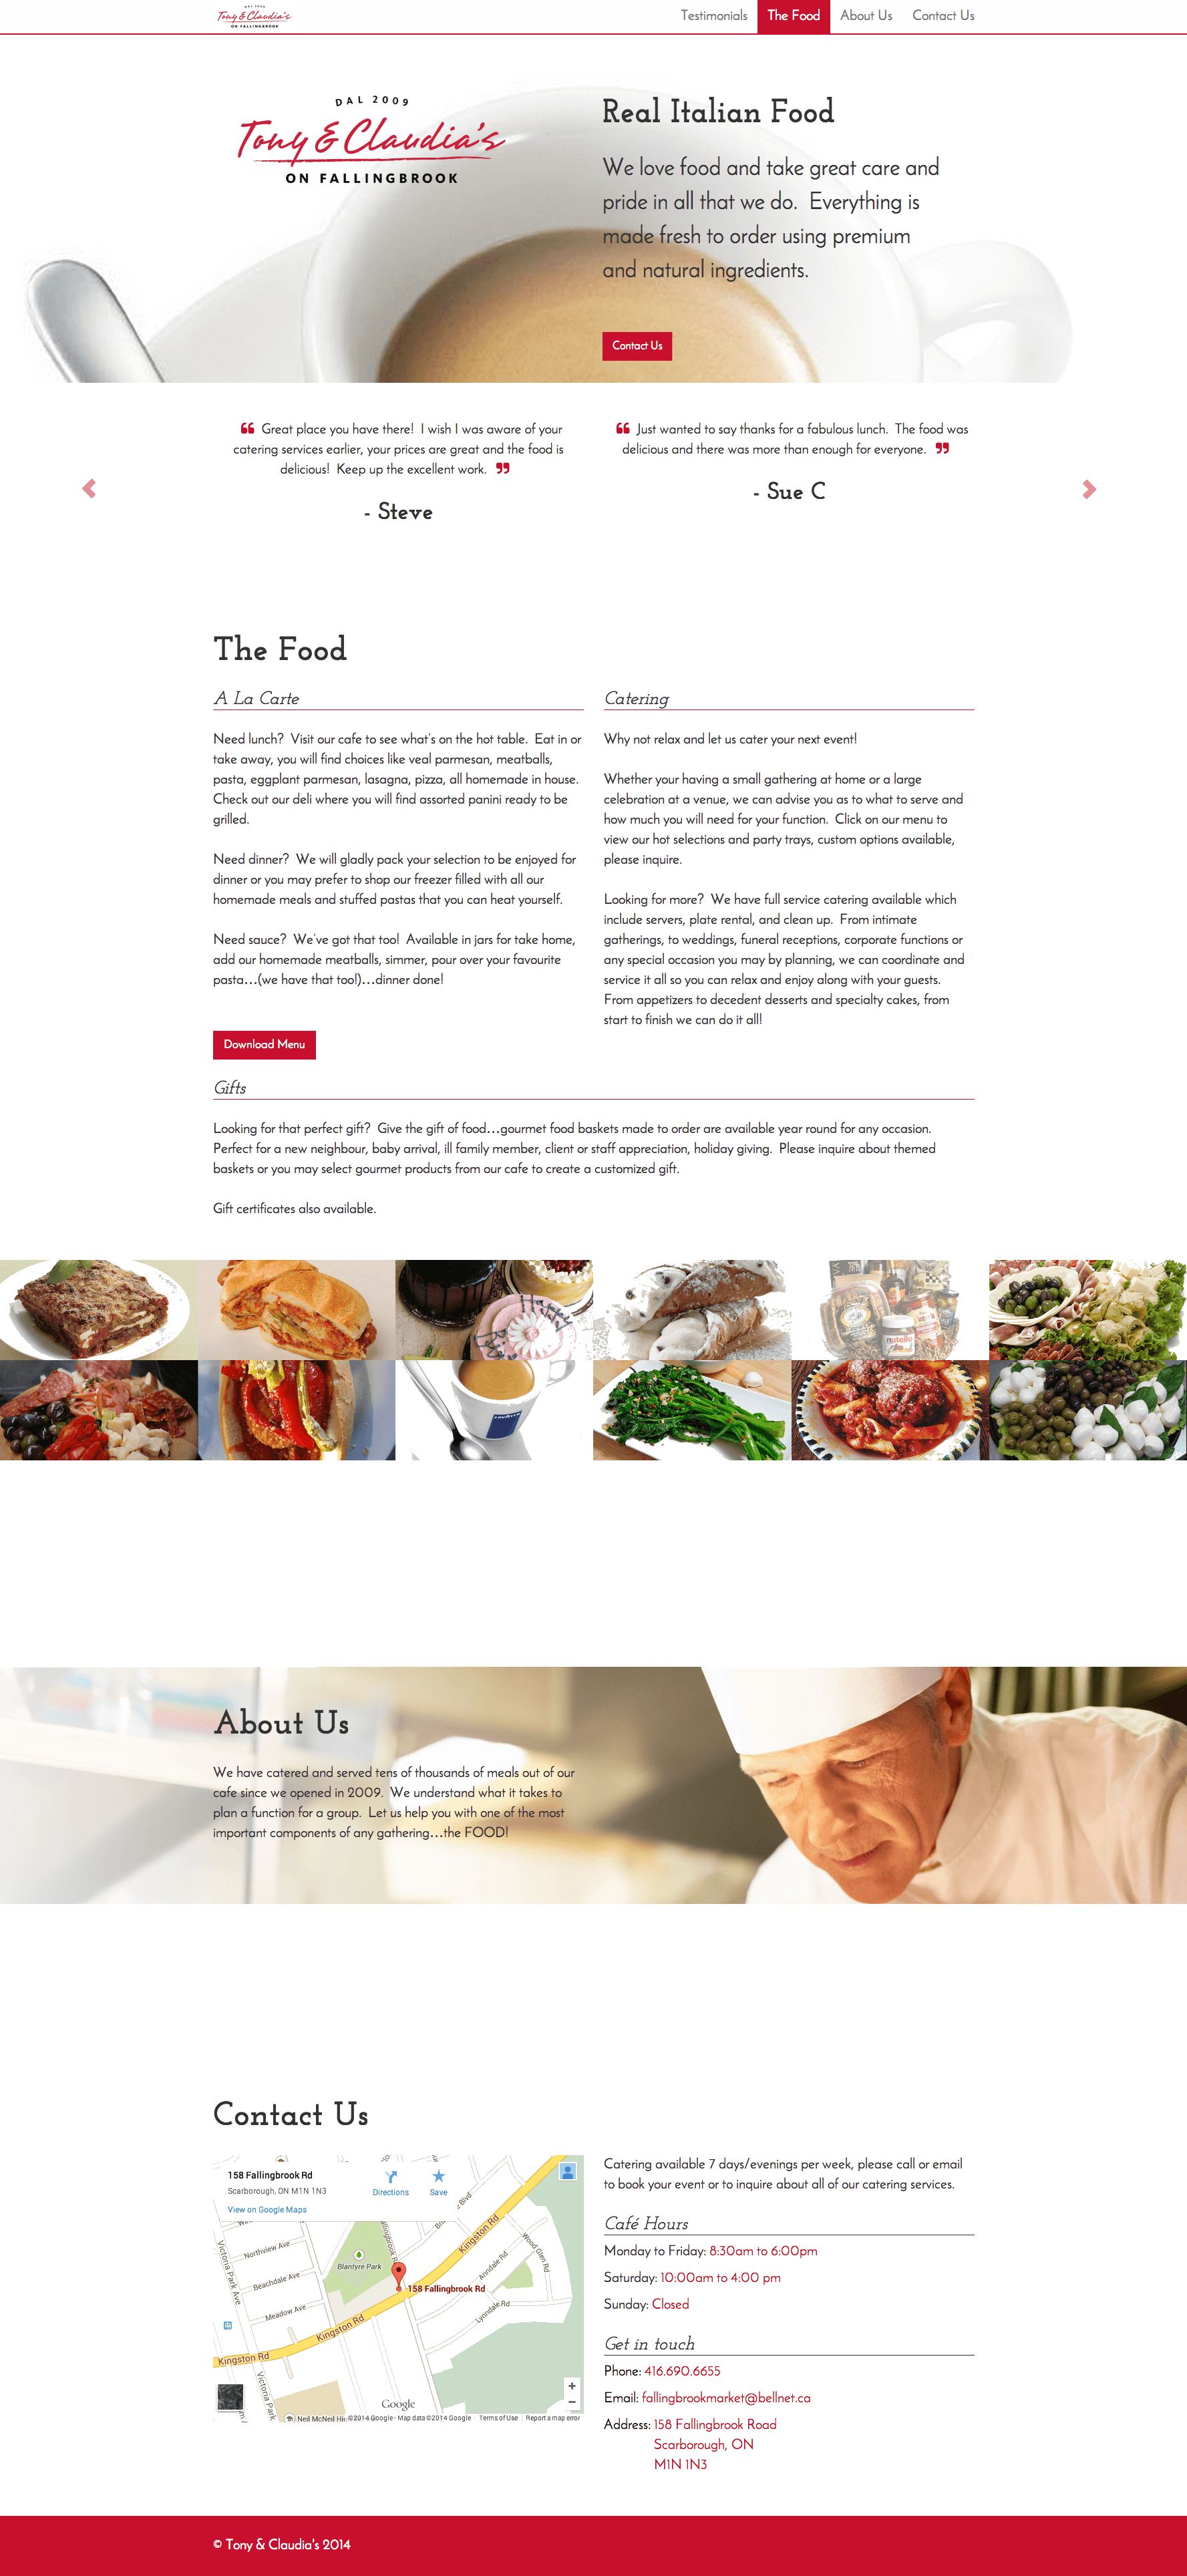 DAL 2009
Tony & Claudia's
ON FALLINGBROOK
Testimonials
The Food
About Us
Contact Us
DAL 2009
Tony & Claudia's
ON FALLINGBROOK
Real Italian Food
We love food and take great care and
pride in all that we do. Everything is
made fresh to order using premium
and natural ingredients.
Contact Us
“ Great place you have there! I wish I was aware of your
catering services earlier, your prices are great and the food is
delicious! Keep up the excellent work. ”
- Steve
“ Just wanted to say thanks for a fabulous lunch. The food was
delicious and there was more than enough for everyone. ”
- Sue C
The Food
A La Carte
Need lunch? Visit our cafe to see what's on the hot table. Eat in or
take away, you will find choices like veal parmesan, meatballs,
pasta, eggplant parmesan, lasagna, pizza, all homemade in house.
Check out our deli where you will find assorted panini ready to be
grilled.
Need dinner? We will gladly pack your selection to be enjoyed for
dinner or you may prefer to shop our freezer filled with all our
homemade meals and stuffed pastas that you can heat yourself.
Need sauce? We've got that too! Available in jars for take home,
add our homemade meatballs, simmer, pour over your favourite
pasta...(we have that too!)...dinner done!
Download Menu
Catering
Why not relax and let us cater your next event!
Whether your having a small gathering at home or a large
celebration at a venue, we can advise you as to what to serve and
how much you will need for your function. Click on our menu to
view our hot selections and party trays, custom options available,
please inquire.
Looking for more? We have full service catering available which
include servers, plate rental, and clean up. From intimate
gatherings, to weddings, funeral receptions, corporate functions or
any special occasion you may by planning, we can coordinate and
service it all so you can relax and enjoy along with your guests.
From appetizers to decedent desserts and specialty cakes, from
start to finish we can do it all!
Gifts
Looking for that perfect gift? Give the gift of food...gourmet food baskets made to order are available year round for any occasion.
Perfect for a new neighbour, baby arrival, ill family member, client or staff appreciation, holiday giving. Please inquire about themed
baskets or you may select gourmet products from our cafe to create a customized gift.
Gift certificates also available.
nutella
LAVAZZA
About Us
We have catered and served tens of thousands of meals out of our
cafe since we opened in 2009. We understand what it takes to
plan a function for a group. Let us help you with one of the most
important components of any gathering...the FOOD!
Contact Us
158 Fallingbrook Rd
Scarborough, ON M1N 1N3
View on Google Maps
Directions
Save
Northview Ave
Beachdale Ave
Meadow Ave
Victoria Park Ave
Victoria Park
Blantyre Park
Kingston Rd
Kingston Rd
Kingston Rd
Wood Glen Rd
Anndale Rd
Lynndale Rd
158 Fallingbrook Rd
Google
Neil McNeil Hi
©2014 Google - Map data ©2014 Google
Terms of Use
Report a map error
Catering available 7 days/evenings per week, please call or email
to book your event or to inquire about all of our catering services.
Café Hours
Monday to Friday: 8:30am to 6:00pm
Saturday: 10:00am to 4:00 pm
Sunday: Closed
Get in touch
Phone: 416.690.6655
Email: fallingbrookmarket@bellnet.ca
Address: 158 Fallingbrook Road
Scarborough, ON
M1N 1N3
© Tony & Claudia's 2014